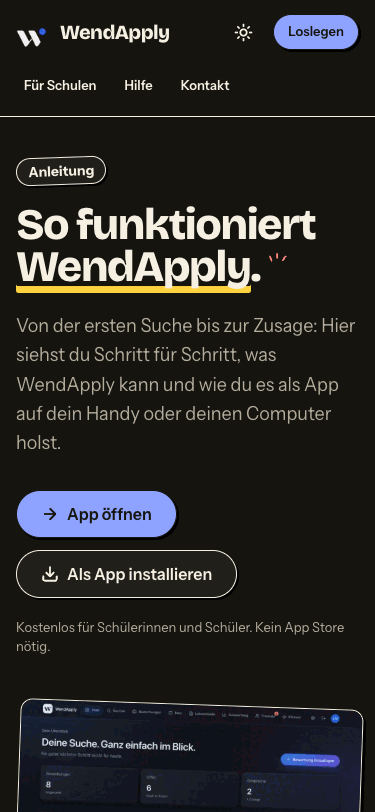 WendApply
Loslegen
Für Schulen
Hilfe
Kontakt
Anleitung
So funktioniert
WendApply.
Von der ersten Suche bis zur Zusage: Hier
siehst du Schritt für Schritt, was
WendApply kann und wie du es als App
auf dein Handy oder deinen Computer
holst.
App öffnen
Als App installieren
Kostenlos für Schülerinnen und Schüler. Kein App Store
nötig.
WendApply
Deine Suche. Ganz einfach im Blick.
Bewerbung hinzufügen
8
6
2